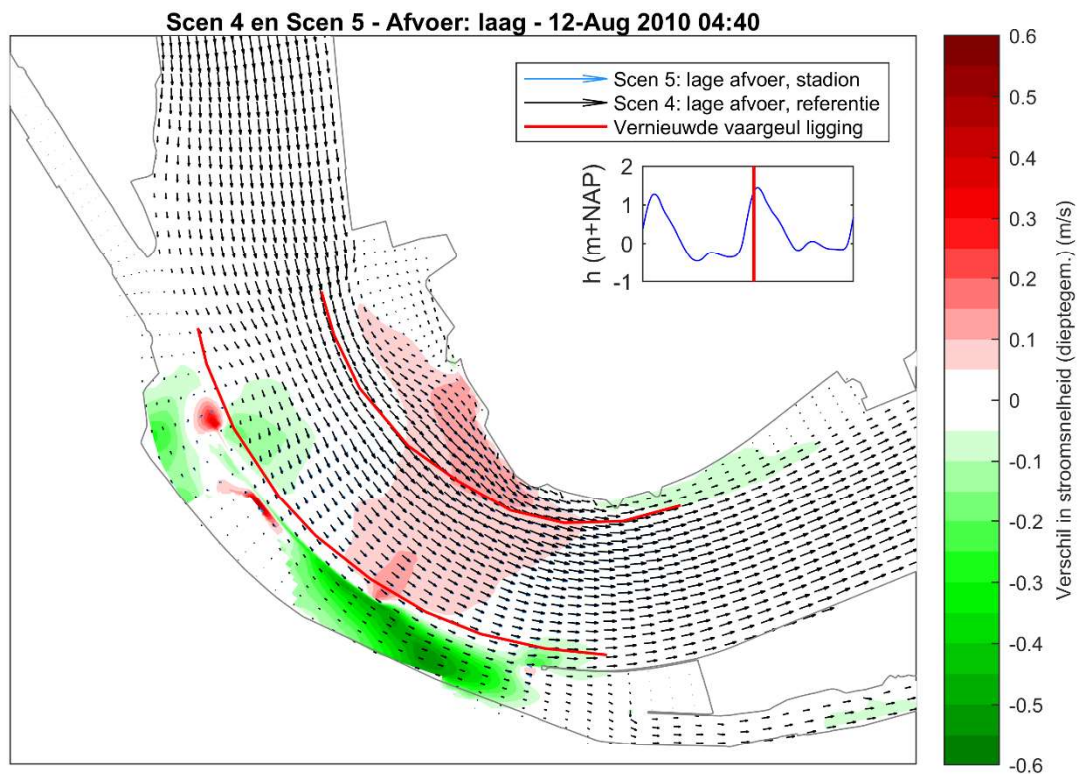 Scen 4 en Scen 5 - Afvoer: laag - 12-Aug 2010 04:40
Scen 5: lage afvoer, stadion
Scen 4: lage afvoer, referentie
Vernieuwde vaargeul ligging
h (m+NAP)
2
1
0
-1
0.6
0.5
0.4
0.3
0.2
0.1
0
-0.1
-0.2
-0.3
-0.4
-0.5
-0.6
Verschil in stroomsnelheid (dieptegem.) (m/s)